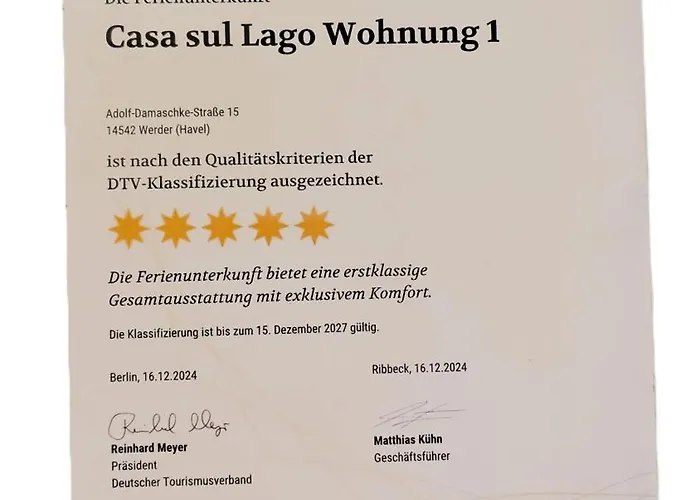 Die Ferienunterkunft
Casa sul Lago Wohnung 1
Adolf-Damaschke-Straße 15
14542 Werder (Havel)
ist nach den Qualitätskriterien der
DTV-Klassifizierung ausgezeichnet.
Die Ferienunterkunft bietet eine erstklassige
Gesamtausstattung mit exklusivem Komfort.
Die Klassifizierung ist bis zum 15. Dezember 2027 gültig.
Berlin, 16.12.2024
Ribbeck, 16.12.2024
Reinhard Meyer
Präsident
Deutscher Tourismusverband
Matthias Kühn
Geschäftsführer